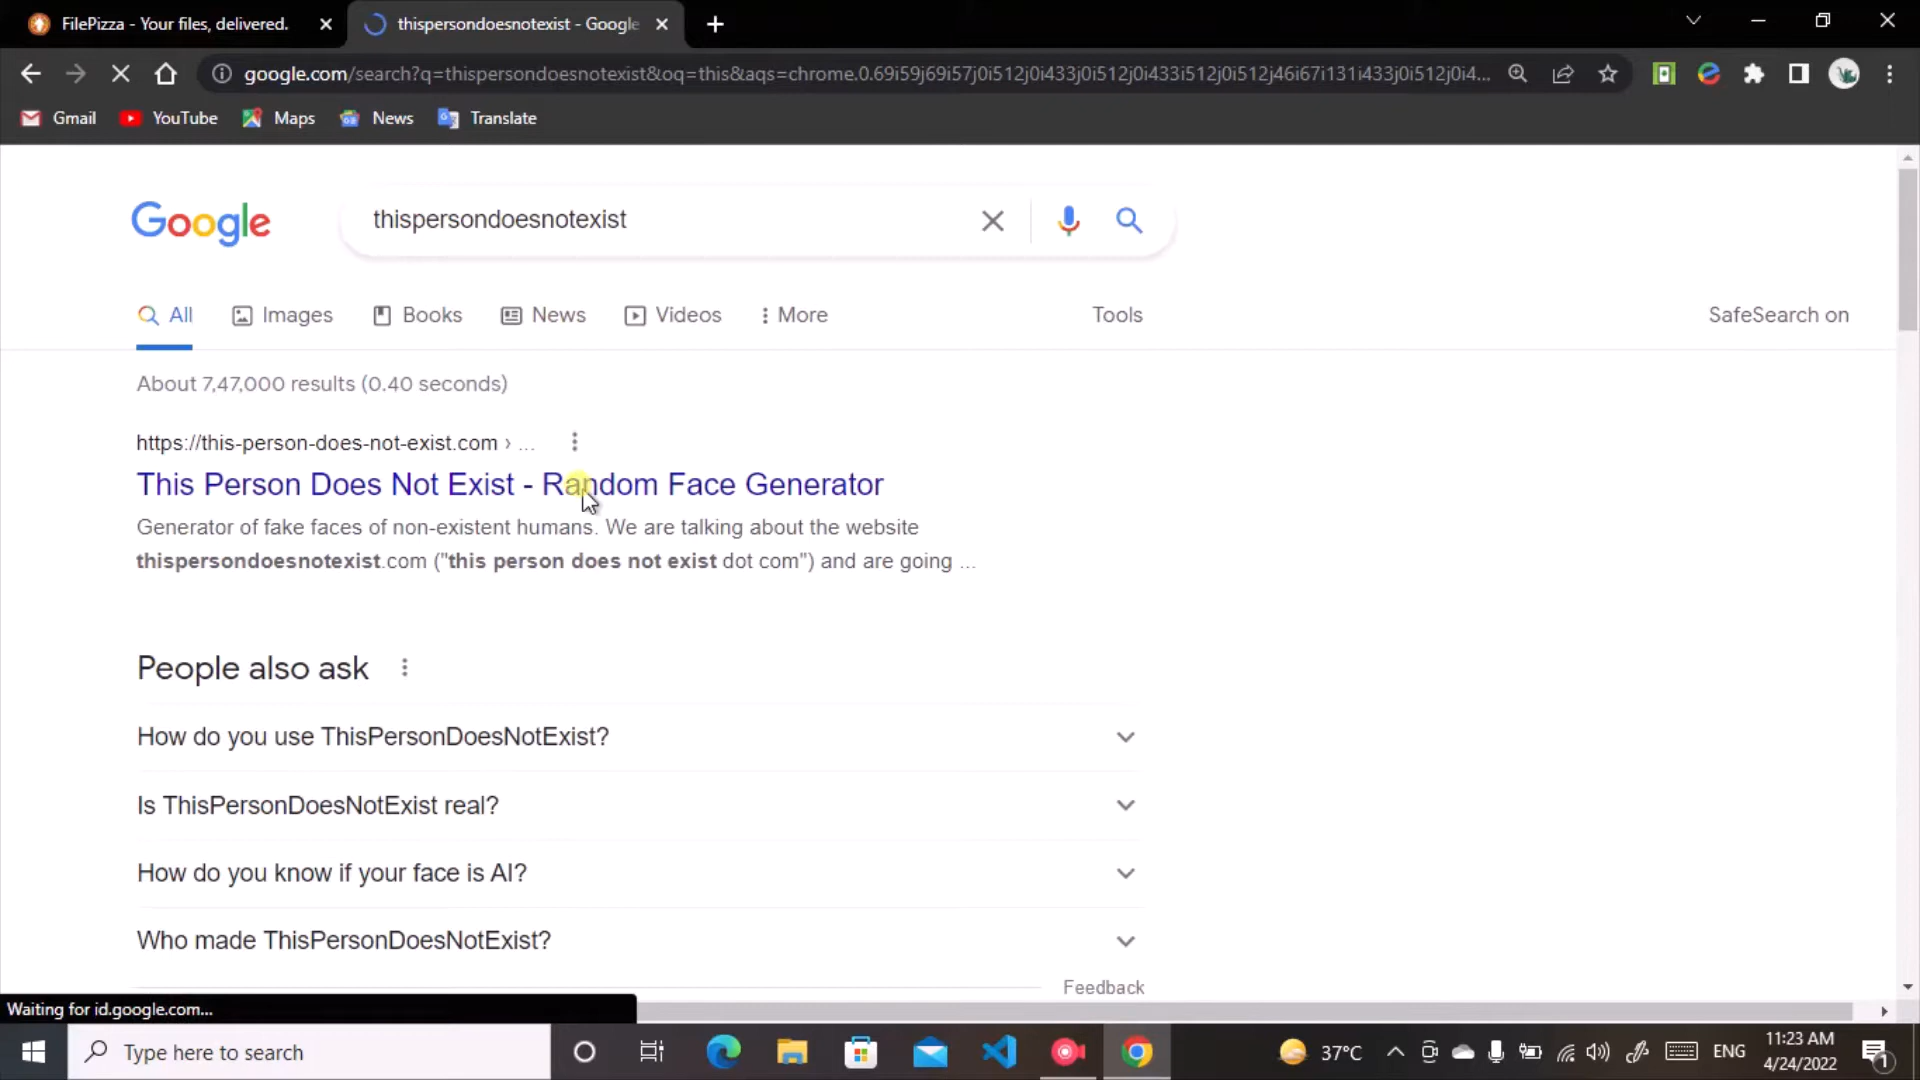 FilePizza - Your files, delivered.
thispersondoesnotexist - Google
google.com/search?q=thispersondoesnotexist&oq=this&aqs=chrome.0.69i59j69i57j0i512j0i433j0i512j0i433i512j0i512j46i67i131i433j0i512j0i4...
Gmail
YouTube
Maps
News
Translate
Google
thispersondoesnotexist
All
Images
Books
News
Videos
More
Tools
SafeSearch on
About 7,47,000 results (0.40 seconds)
https://this-person-does-not-exist.com › ...
This Person Does Not Exist - Random Face Generator
Generator of fake faces of non-existent humans. We are talking about the website
thispersondoesnotexist.com ("this person does not exist dot com") and are going ...
People also ask
How do you use ThisPersonDoesNotExist?
Is ThisPersonDoesNotExist real?
How do you know if your face is AI?
Who made ThisPersonDoesNotExist?
Feedback
Waiting for id.google.com...
Type here to search
37°C
ENG
11:23 AM
4/24/2022
1